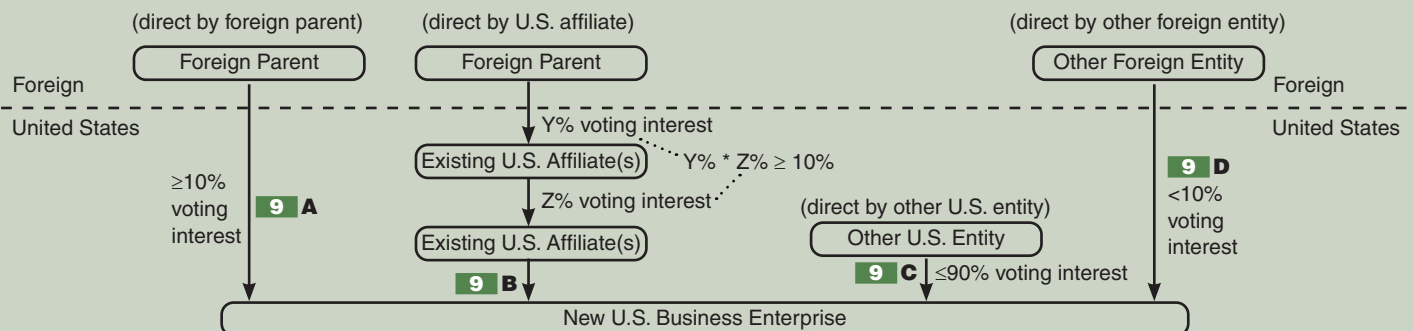 (direct by foreign parent)
(direct by U.S. affiliate)
(direct by other foreign entity)
Foreign Parent
Foreign Parent
Other Foreign Entity
Foreign
Foreign
United States
United States
Y% voting interest
Existing U.S. Affiliate(s)
Y% * Z% ≥ 10%
≥10%
voting
interest
9 A
Z% voting interest
9 D
<10%
voting
interest
(direct by other U.S. entity)
Other U.S. Entity
Existing U.S. Affiliate(s)
9 B
9 C ≤90% voting interest
New U.S. Business Enterprise